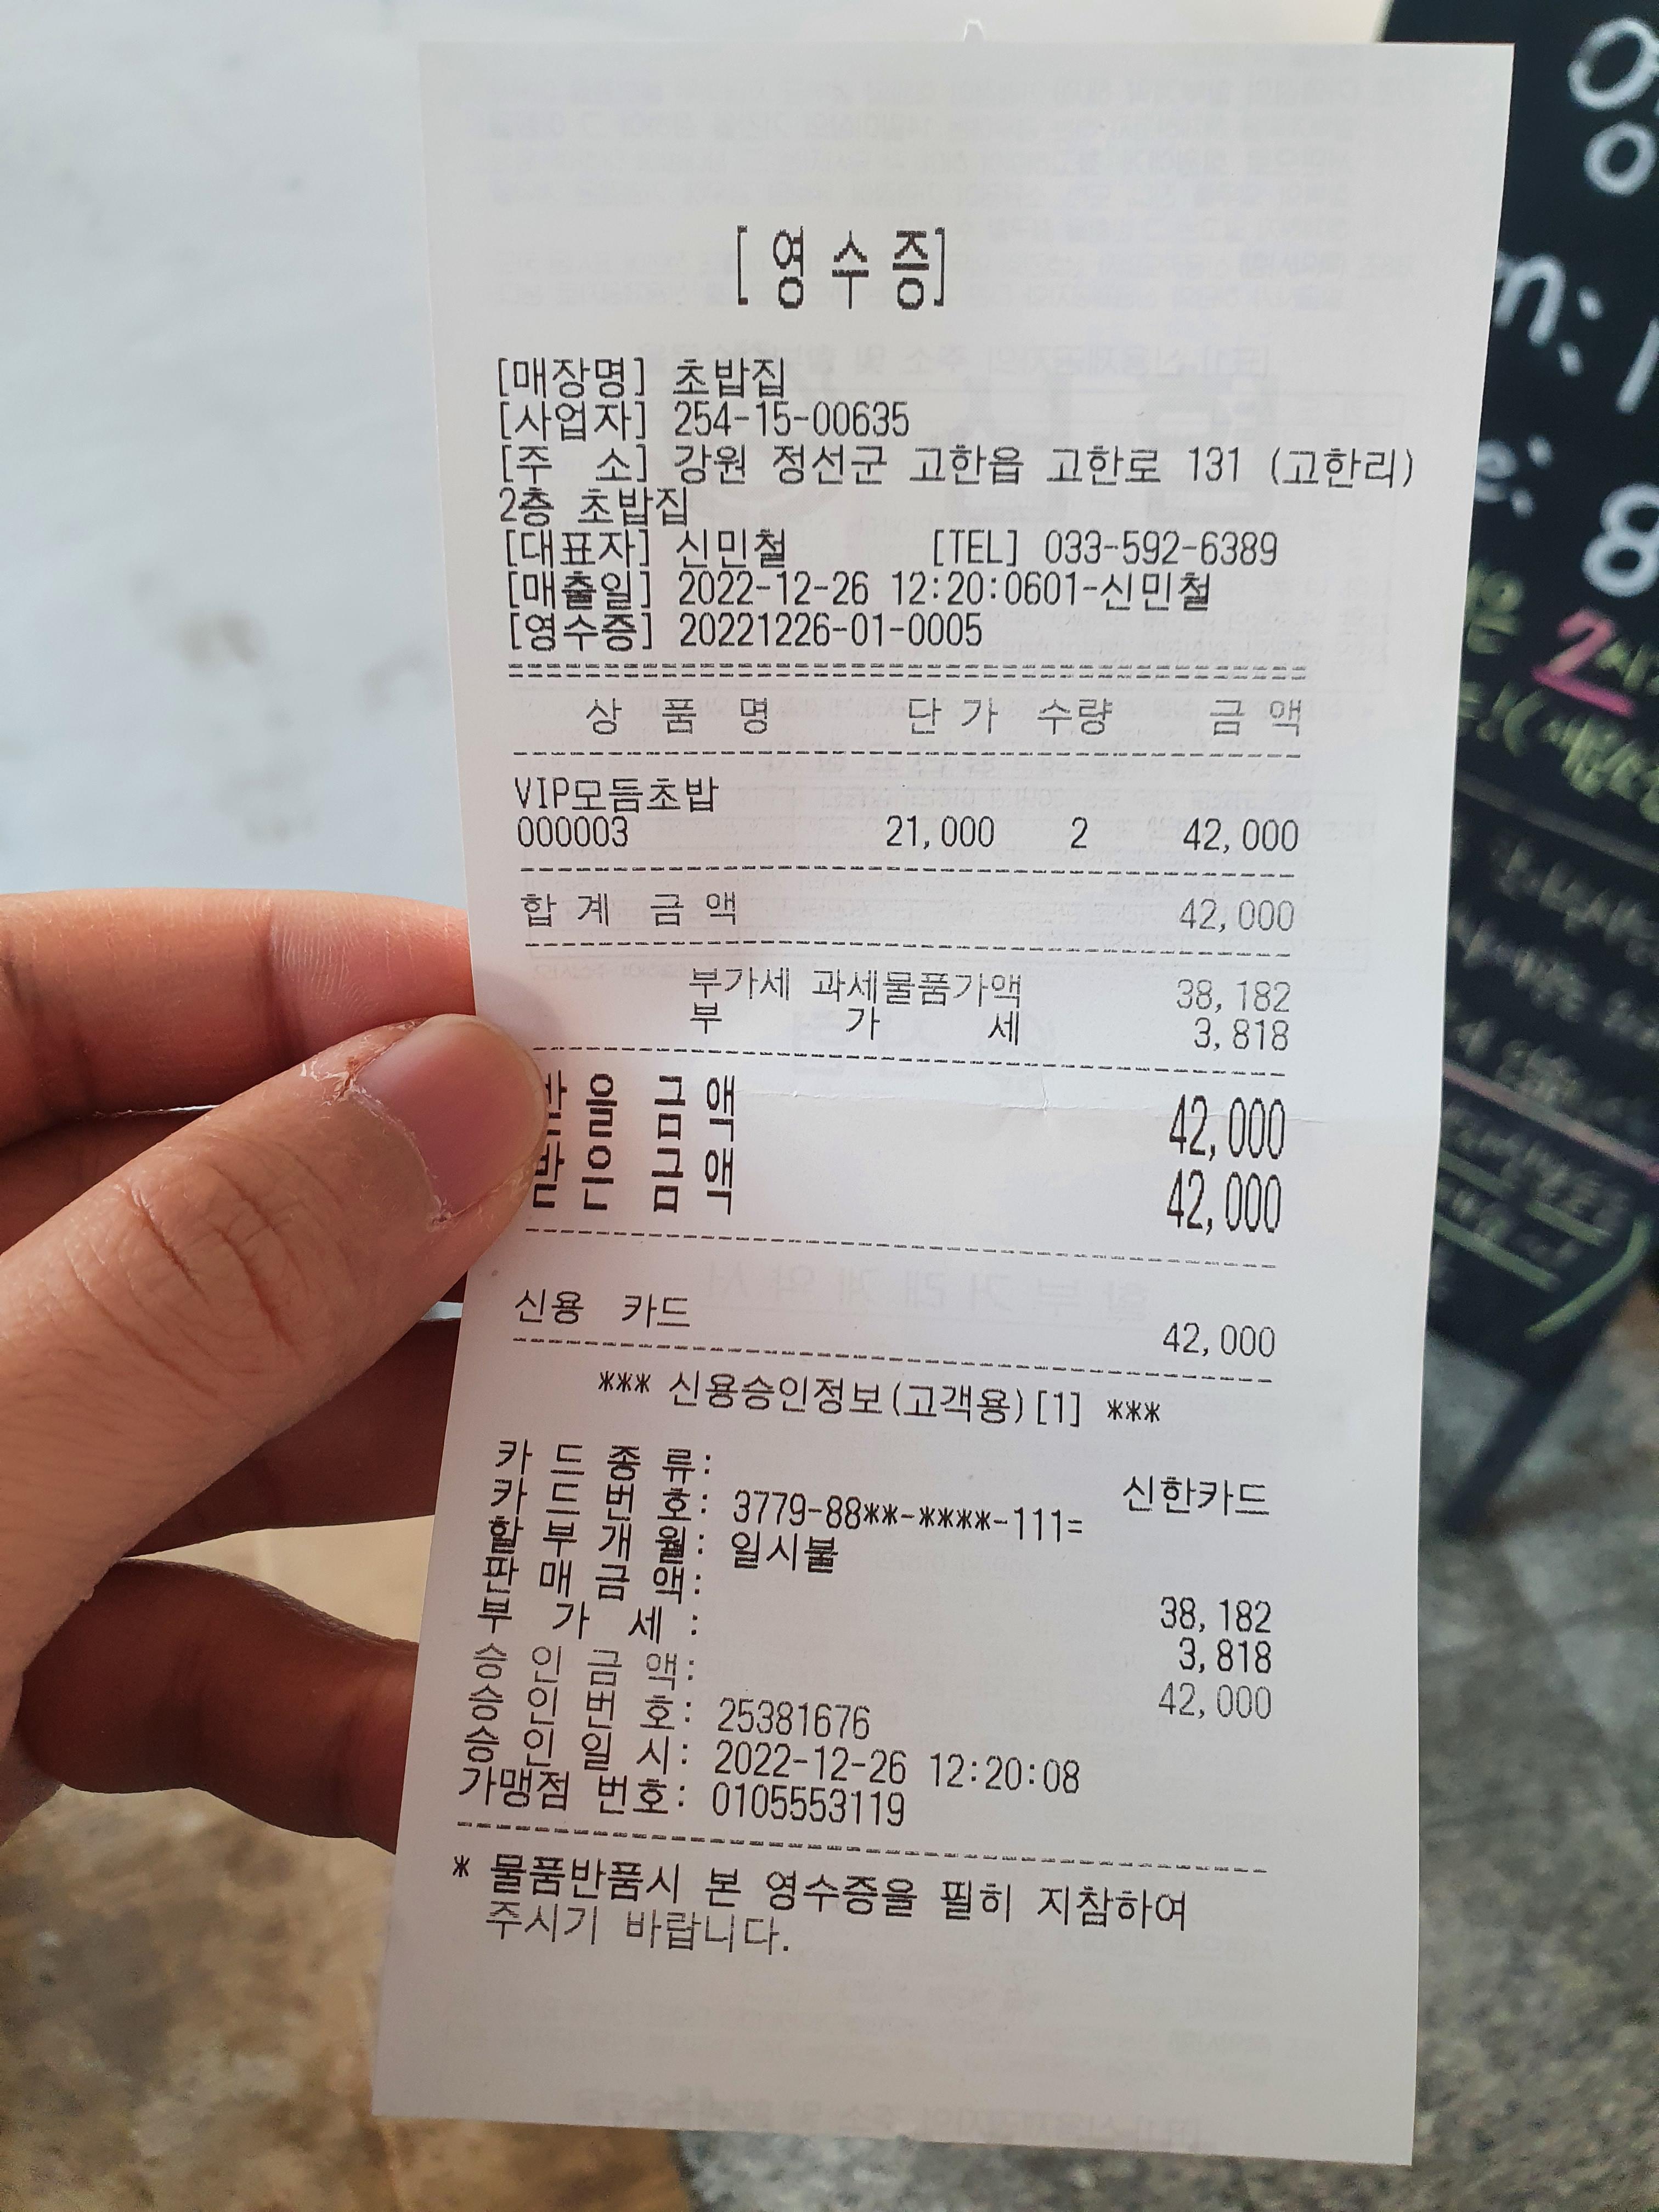 [영수증]
[매장명] 초밥집
[사업자] 254-15-00635
[주 소] 강원 정선군 고한읍 고한로 131 (고한리)
2층 초밥집
[대표자] 신민철 [TEL] 033-592-6389
[매출일] 2022-12-26 12:20:0601-신민철
[영수증] 20221226-01-0005
상 품 명 단가 수량 금액
VIP모듬초밥
000003 21,000 2 42,000
합계 금액 42,000
부가세 과세물품가액 38,182
부 가 세 3,818
받을 금액 42,000
받은 금액 42,000
신용 카드 42,000
*** 신용승인정보(고객용)[1] ***
카드종류: 신한카드
카드번호: 3779-88**-****-111=
할부개월: 일시불
판매금액: 38,182
부 가 세 : 3,818
승인금액: 42,000
승인번호: 25381676
승인일시: 2022-12-26 12:20:08
가맹점 번호: 0105553119
* 물품반품시 본 영수증을 필히 지참하여
주시기 바랍니다.